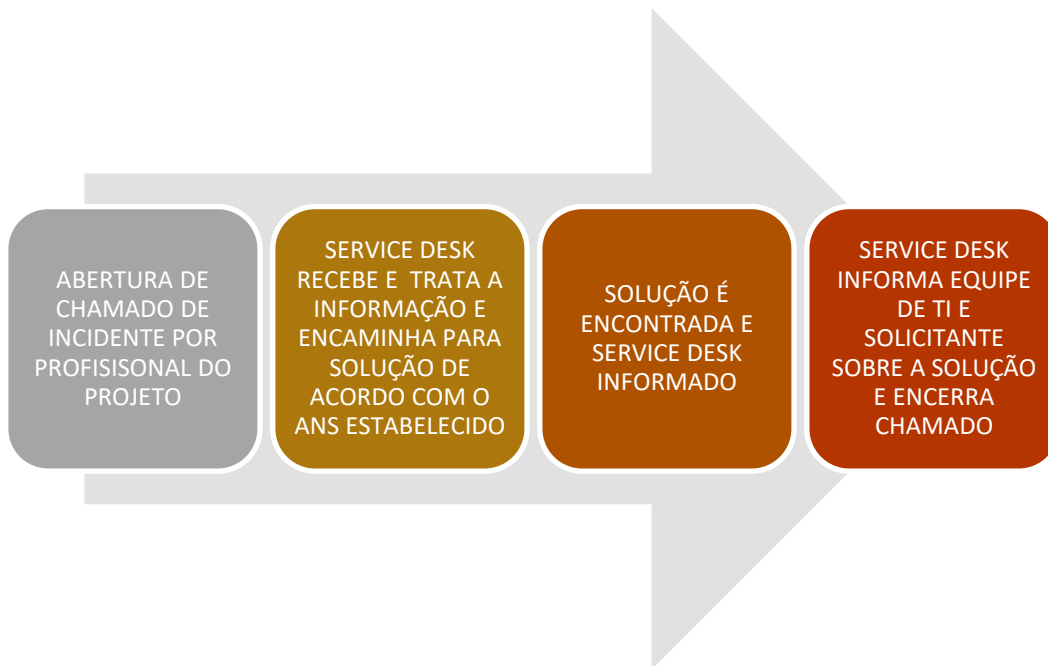 ABERTURA DE
CHAMADO DE
INCIDENTE POR
PROFISISONAL DO
PROJETO
SERVICE DESK
RECEBE E TRATA A
INFORMAÇÃO E
ENCAMINHA PARA
SOLUÇÃO DE
ACORDO COM O
ANS ESTABELECIDO
SOLUÇÃO É
ENCONTRADA E
SERVICE DESK
INFORMADO
SERVICE DESK
INFORMA EQUIPE
DE TI E
SOLICITANTE
SOBRE A SOLUÇÃO
E ENCERRA
CHAMADO